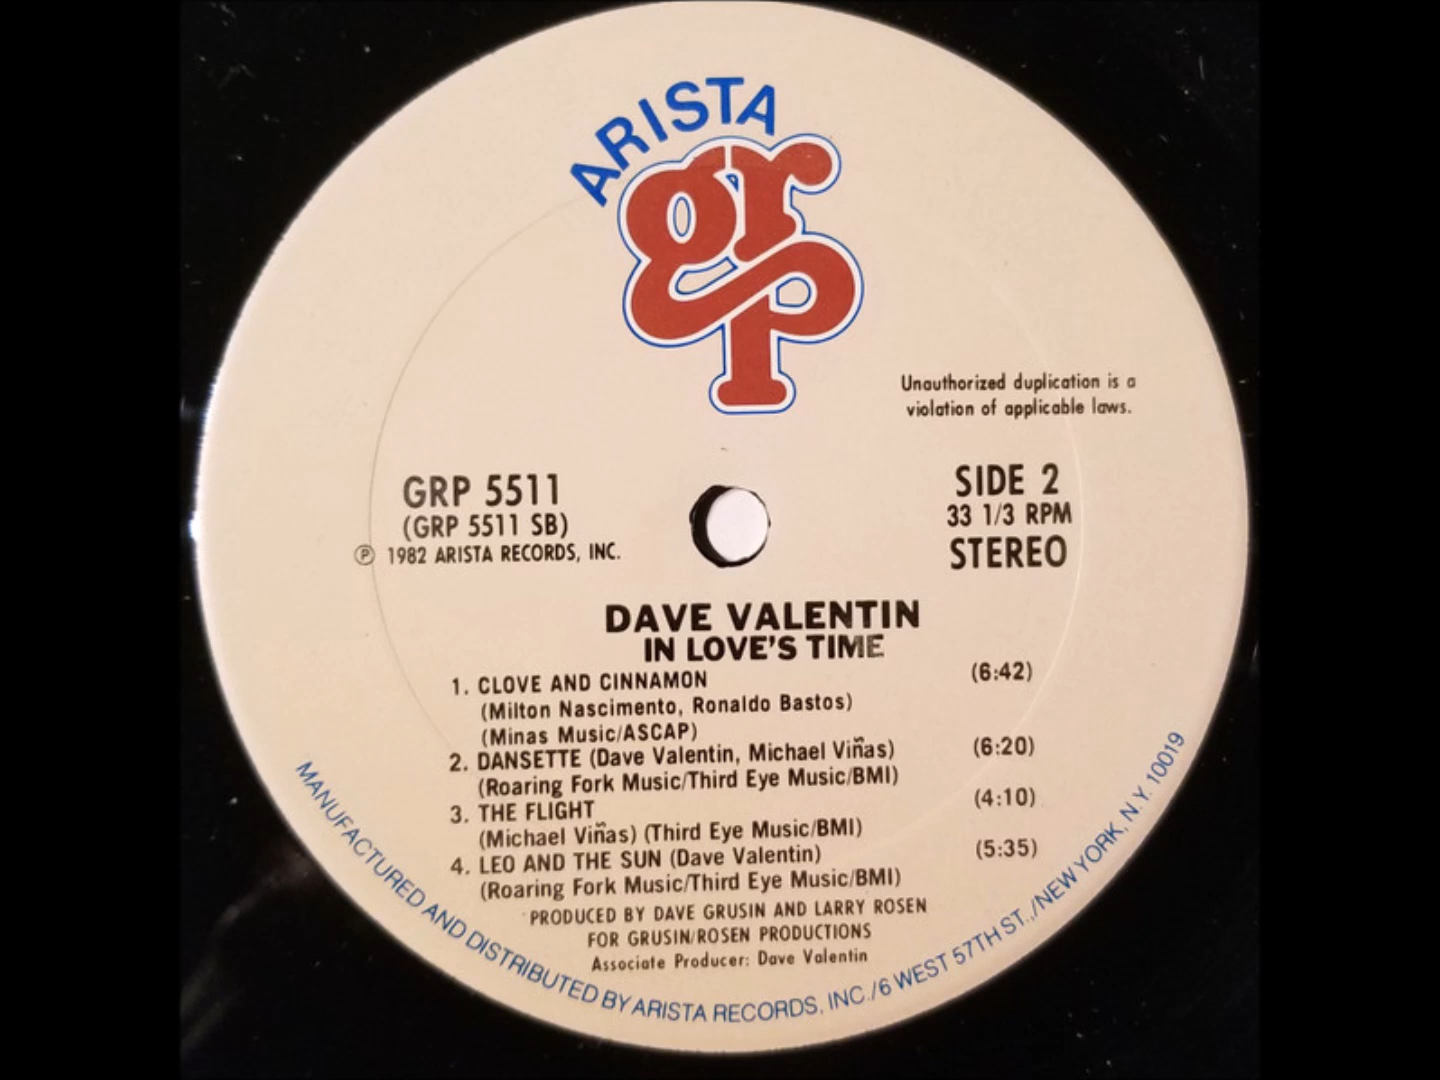 ARISTA
grp
Unauthorized duplication is a
violation of applicable laws.
GRP 5511
(GRP 5511 SB)
Ⓟ 1982 ARISTA RECORDS, INC.
SIDE 2
33 1/3 RPM
STEREO
DAVE VALENTIN
IN LOVE'S TIME
1. CLOVE AND CINNAMON (6:42)
(Milton Nascimento, Ronaldo Bastos)
(Minas Music/ASCAP)
2. DANSETTE (Dave Valentin, Michael Viñas) (6:20)
(Roaring Fork Music/Third Eye Music/BMI)
3. THE FLIGHT (4:10)
(Michael Viñas) (Third Eye Music/BMI)
4. LEO AND THE SUN (Dave Valentin) (5:35)
(Roaring Fork Music/Third Eye Music/BMI)
PRODUCED BY DAVE GRUSIN AND LARRY ROSEN
FOR GRUSIN/ROSEN PRODUCTIONS
Associate Producer: Dave Valentin
MANUFACTURED AND DISTRIBUTED BY ARISTA RECORDS, INC./6 WEST 57TH ST.,/NEW YORK, N.Y. 10019